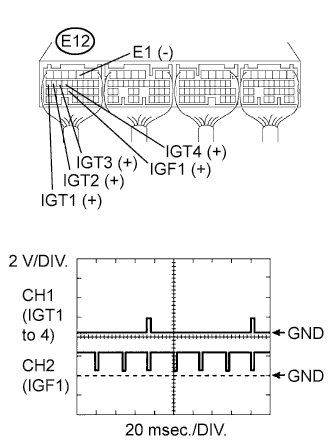 E12
E1 (-)
IGT4 (+)
IGT3 (+)
IGF1 (+)
IGT2 (+)
IGT1 (+)
2 V/DIV.
CH1
(IGT1
to 4)
GND
CH2
(IGF1)
GND
20 msec./DIV.